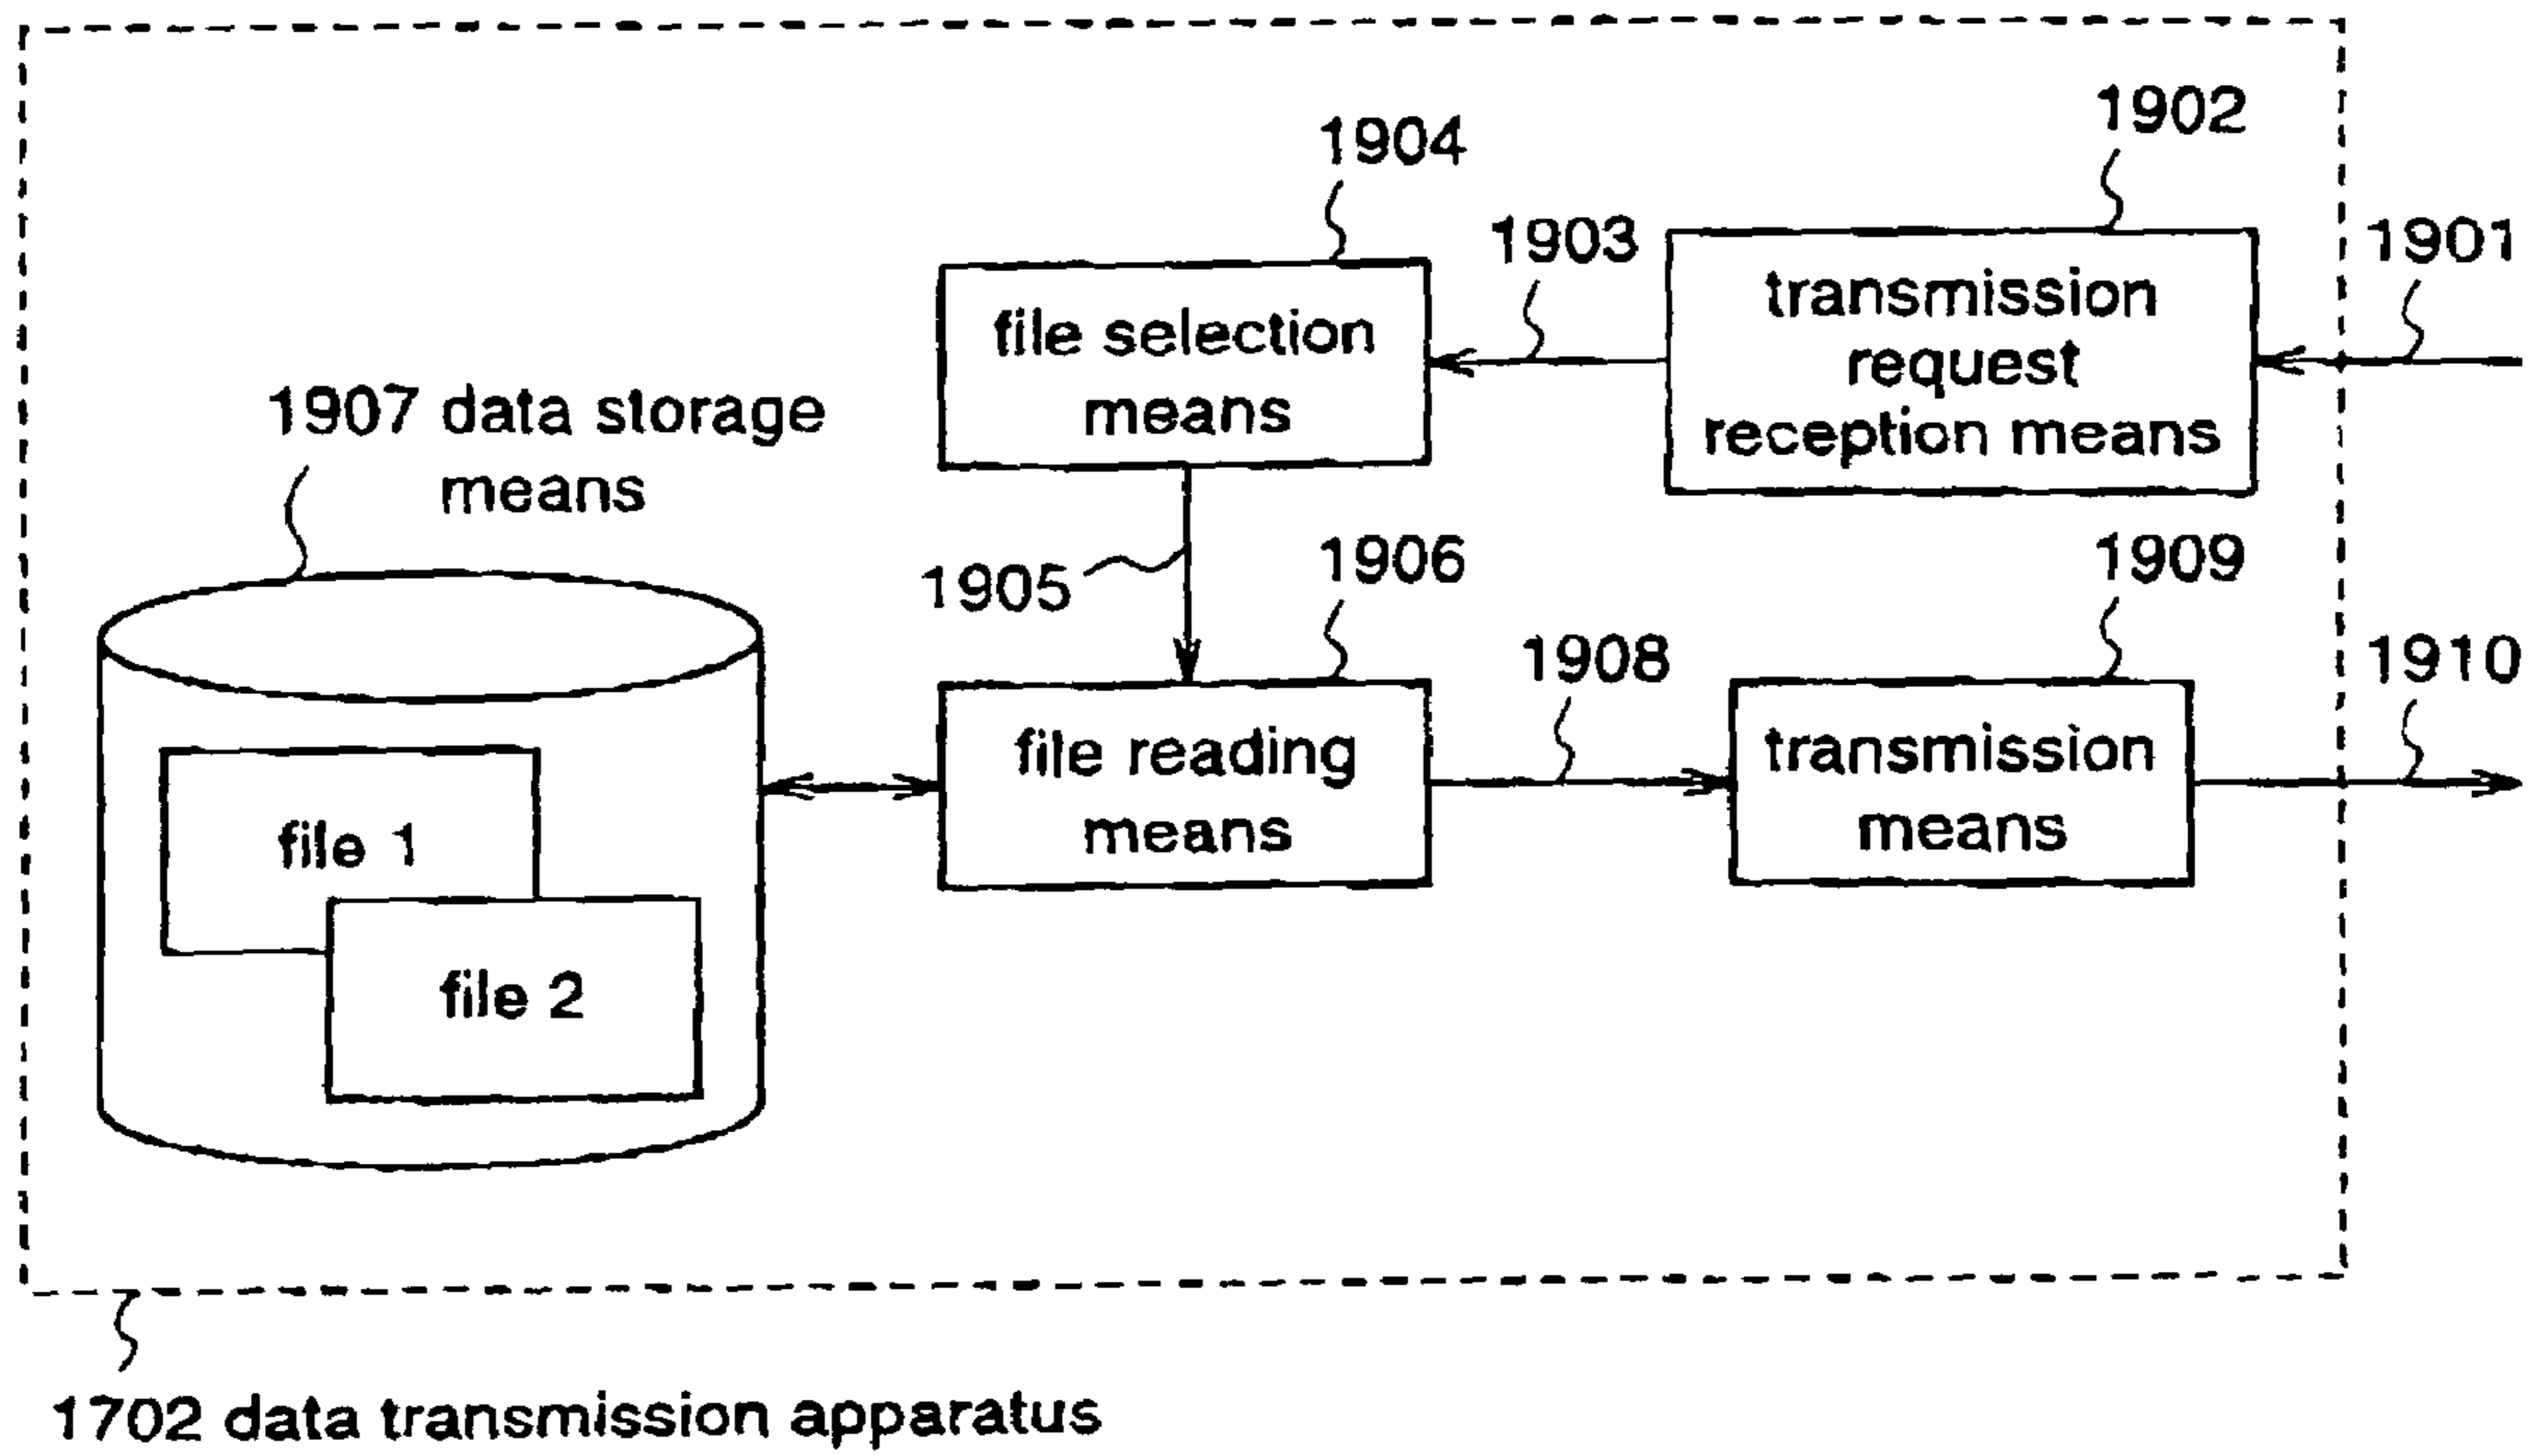 1902
1904
1903
1901
transmission
request
reception means
file selection
means
1907 data storage
means
1905
1906
1909
1908
1910
file reading
means
transmission
means
file 1
file 2
1702 data transmission apparatus